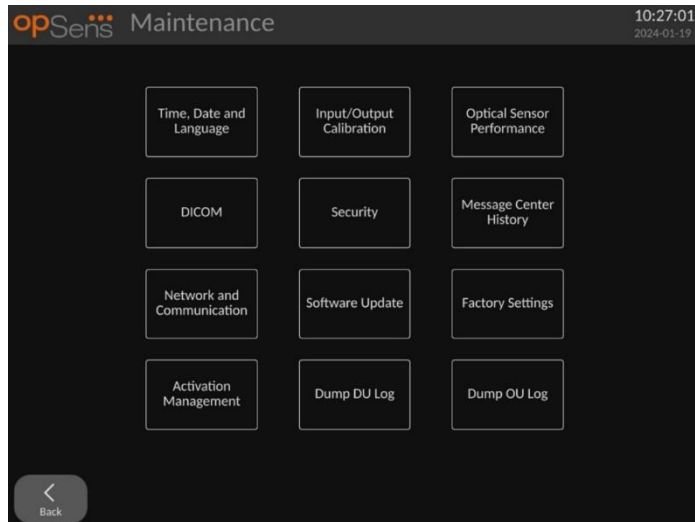 opSens Maintenance
10:27:01
2024-01-19
Time, Date and
Language
Input/Output
Calibration
Optical Sensor
Performance
DICOM
Security
Message Center
History
Network and
Communication
Software Update
Factory Settings
Activation
Management
Dump DU Log
Dump OU Log
Back